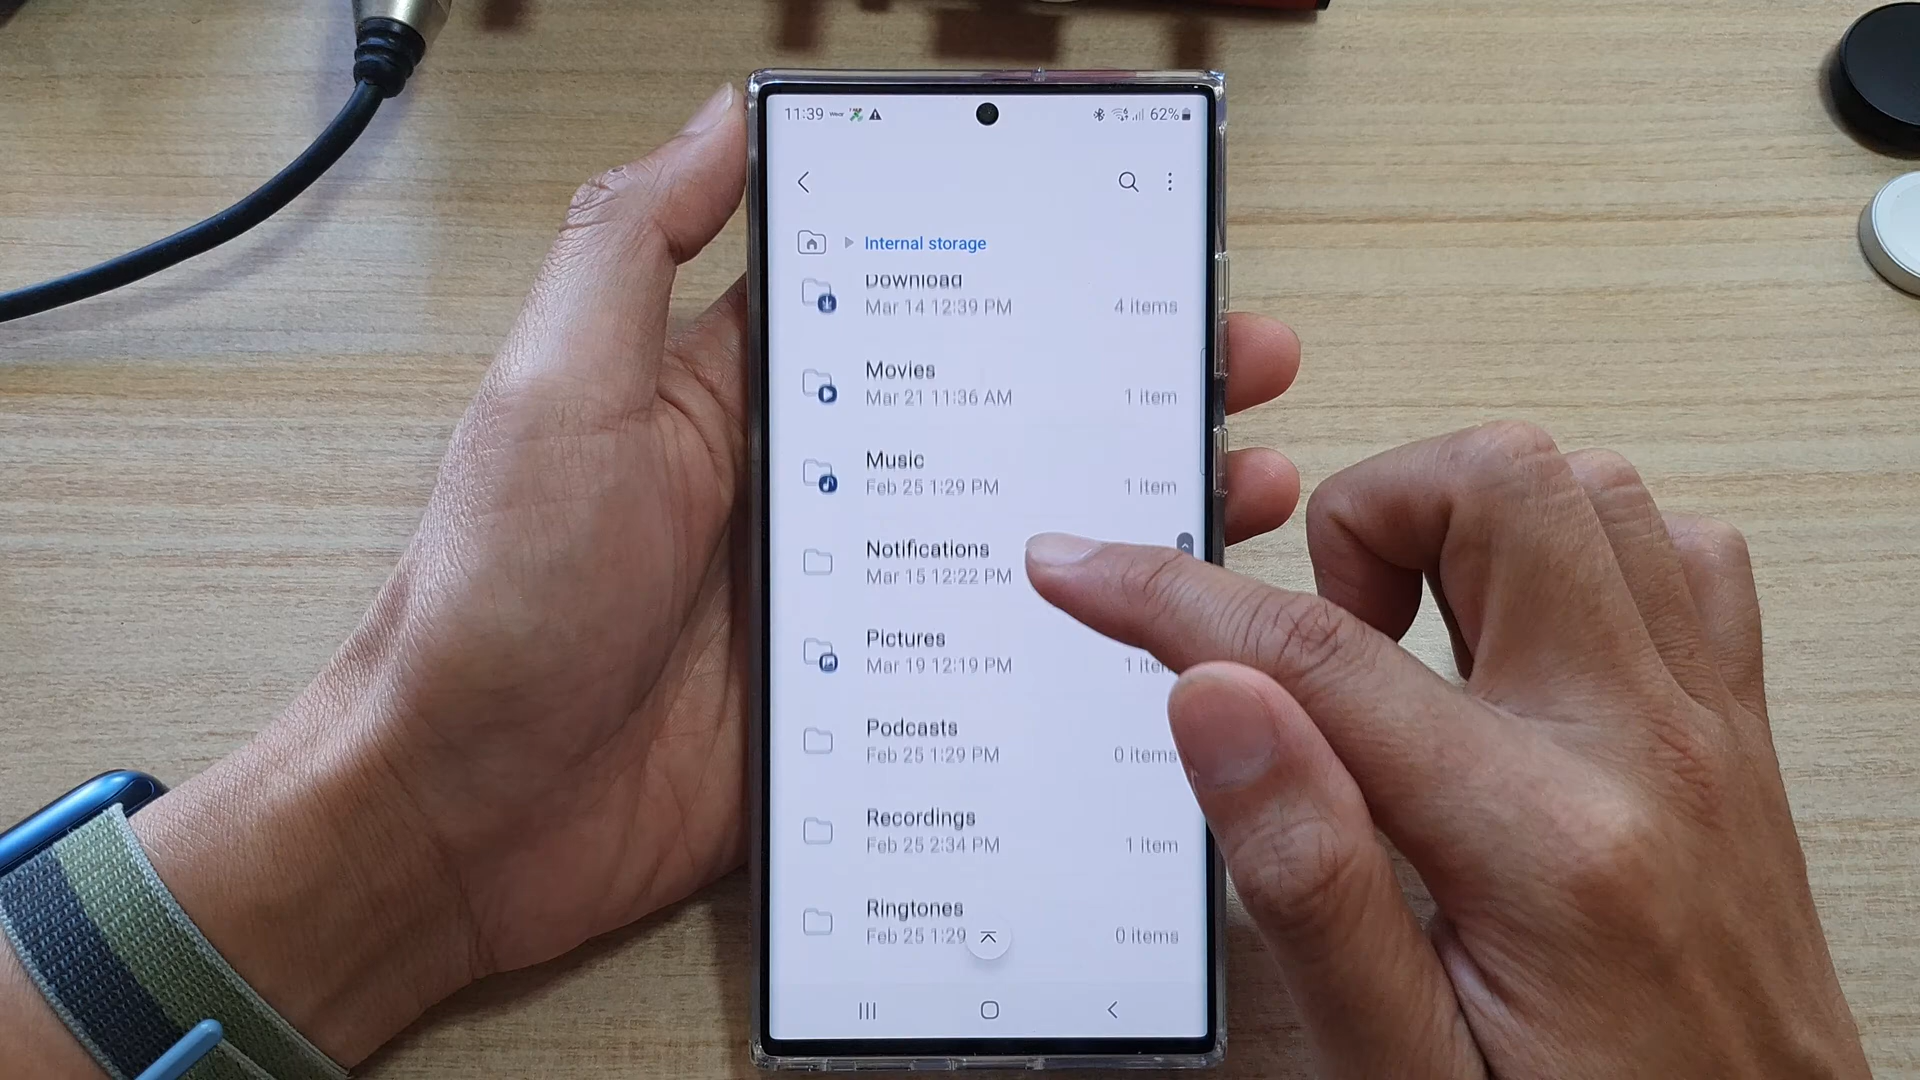 11:39
62%
Internal storage
Download
Mar 14 12:39 PM
4 items
Movies
Mar 21 11:36 AM
1 item
Music
Feb 25 1:29 PM
1 item
Notifications
Mar 15 12:22 PM
Pictures
Mar 19 12:19 PM
1 item
Podcasts
Feb 25 1:29 PM
0 items
Recordings
Feb 25 2:34 PM
1 item
Ringtones
Feb 25 1:29
0 items